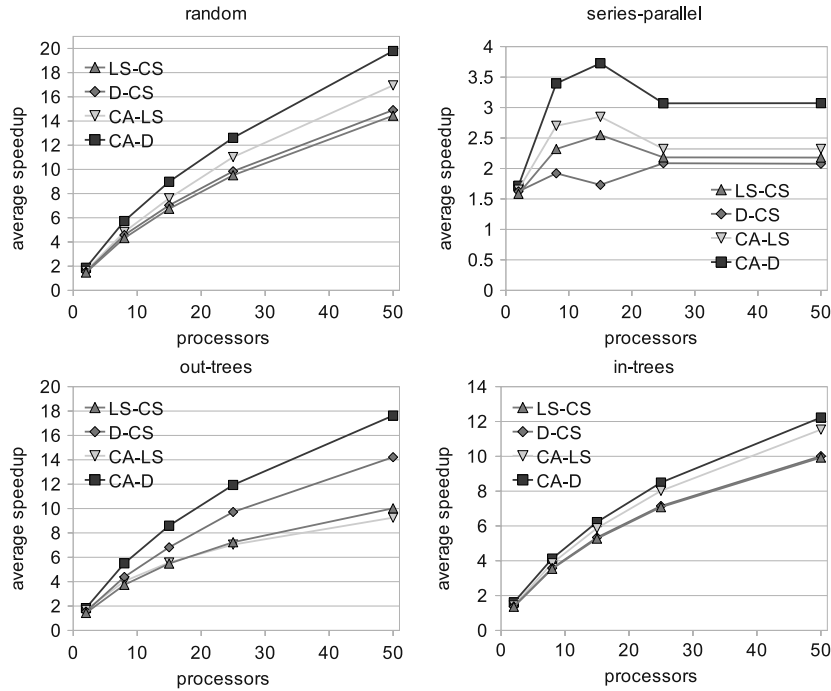 random
average speedup
20
18
16
14
12
10
8
6
4
2
0
LS-CS
D-CS
CA-LS
CA-D
0 10 20 30 40 50
processors
series-parallel
average speedup
4
3.5
3
2.5
2
1.5
1
0.5
0
LS-CS
D-CS
CA-LS
CA-D
0 10 20 30 40 50
processors
out-trees
average speedup
20
18
16
14
12
10
8
6
4
2
0
LS-CS
D-CS
CA-LS
CA-D
0 10 20 30 40 50
processors
in-trees
average speedup
14
12
10
8
6
4
2
0
LS-CS
D-CS
CA-LS
CA-D
0 10 20 30 40 50
processors